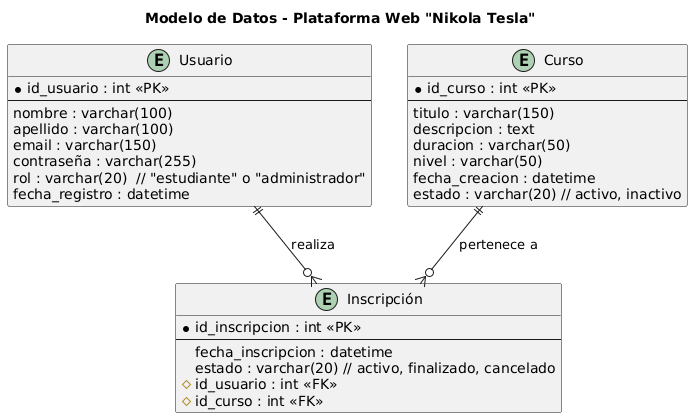 Modelo de Datos - Plataforma Web "Nikola Tesla"
E Usuario
id_usuario : int «PK»
nombre : varchar(100)
apellido : varchar(100)
email : varchar(150)
contraseña : varchar(255)
rol : varchar(20)  // "estudiante" o "administrador"
fecha_registro : datetime
E Curso
id_curso : int «PK»
titulo : varchar(150)
descripcion : text
duracion : varchar(50)
nivel : varchar(50)
fecha_creacion : datetime
estado : varchar(20) // activo, inactivo
realiza
pertenece a
E Inscripción
id_inscripcion : int «PK»
fecha_inscripcion : datetime
estado : varchar(20) // activo, finalizado, cancelado
id_usuario : int «FK»
id_curso : int «FK»